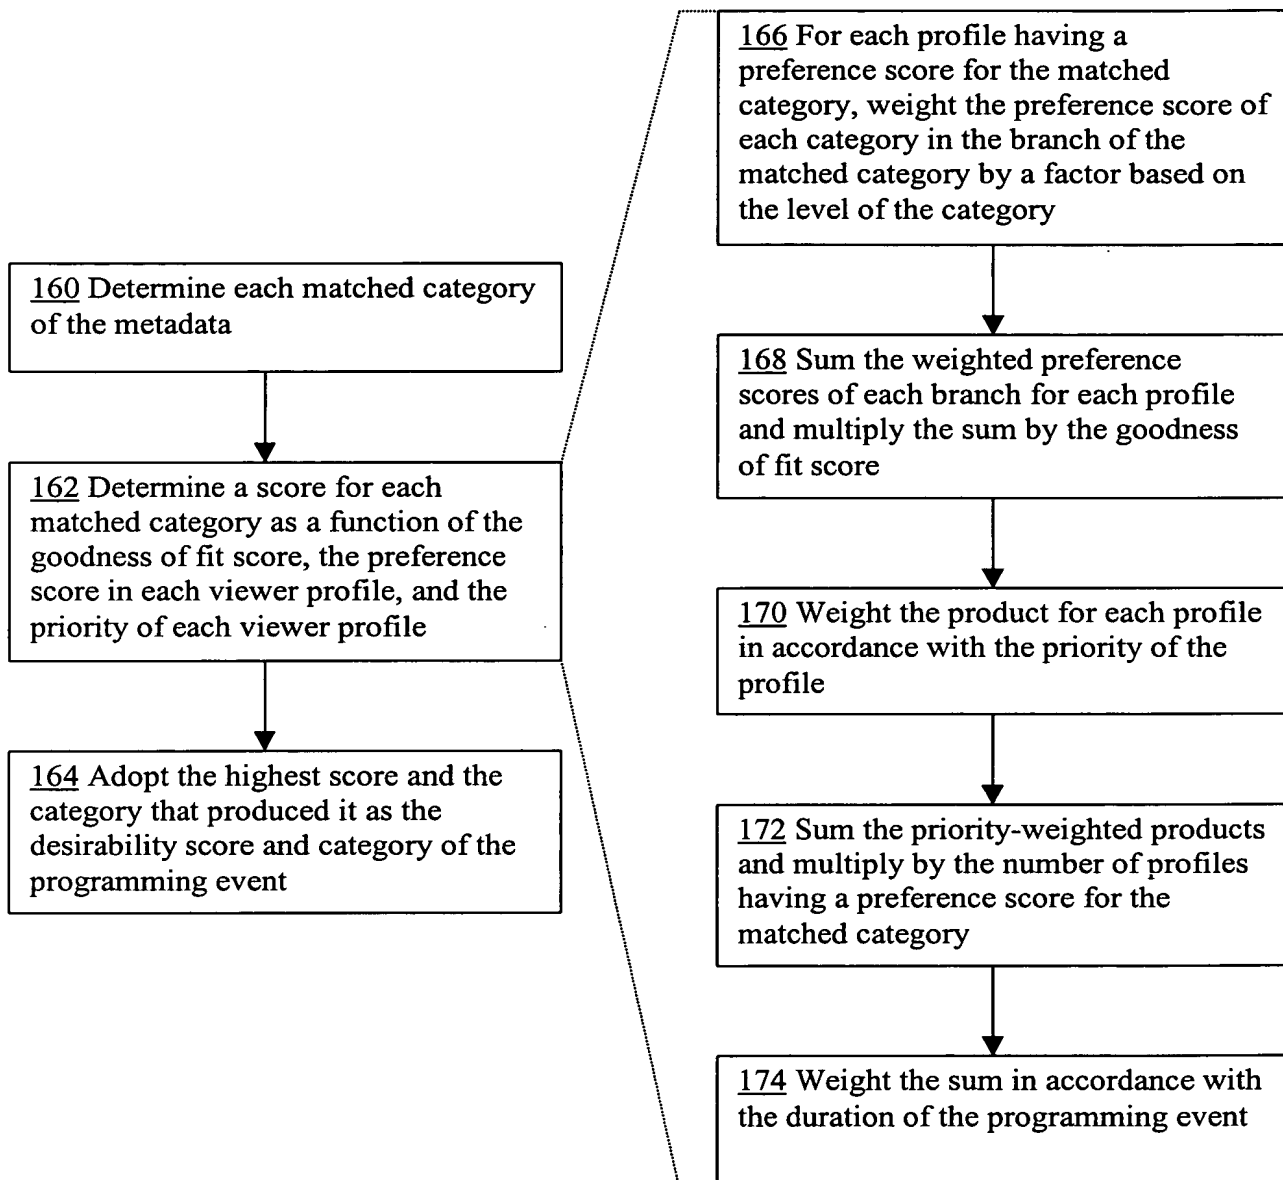 160 Determine each matched category
of the metadata
162 Determine a score for each
matched category as a function of the
goodness of fit score, the preference
score in each viewer profile, and the
priority of each viewer profile
164 Adopt the highest score and the
category that produced it as the
desirability score and category of the
programming event
166 For each profile having a
preference score for the matched
category, weight the preference score of
each category in the branch of the
matched category by a factor based on
the level of the category
168 Sum the weighted preference
scores of each branch for each profile
and multiply the sum by the goodness
of fit score
170 Weight the product for each profile
in accordance with the priority of the
profile
172 Sum the priority-weighted products
and multiply by the number of profiles
having a preference score for the
matched category
174 Weight the sum in accordance with
the duration of the programming event